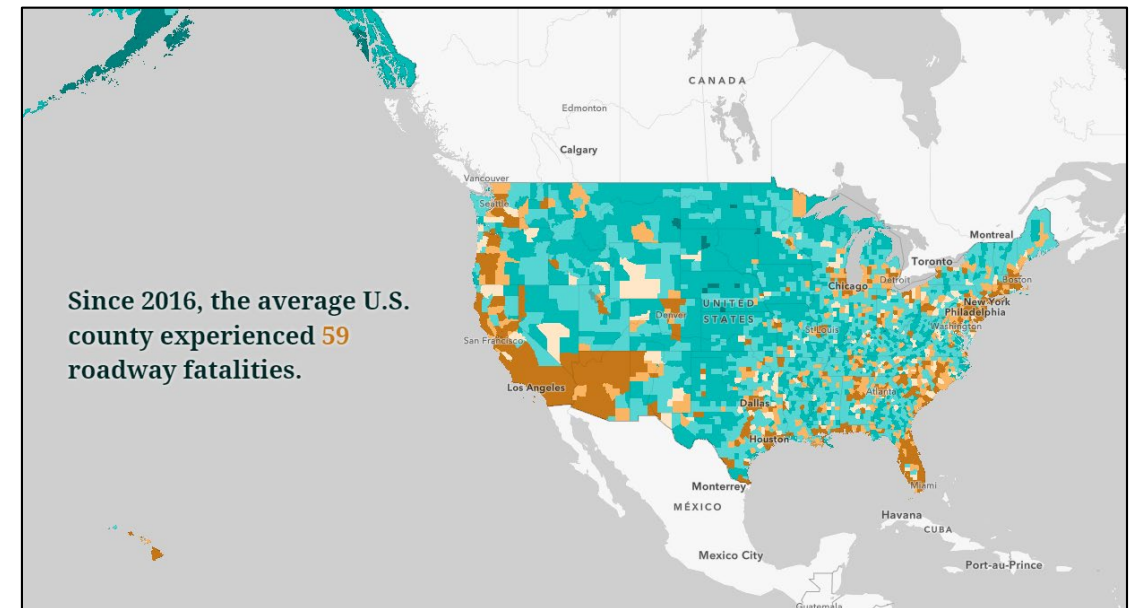 Since 2016, the average U.S.
county experienced 59
roadway fatalities.
CANADA
Edmonton
Calgary
Vancouver
Seattle
Montreal
Toronto
Boston
Detroit
Chicago
New York
Philadelphia
Washington
UNITED
STATES
Denver
St Louis
San Francisco
Los Angeles
Atlanta
Dallas
Houston
Miami
Monterrey
MÉXICO
Havana
CUBA
Mexico City
Port-au-Prince
Guatemala